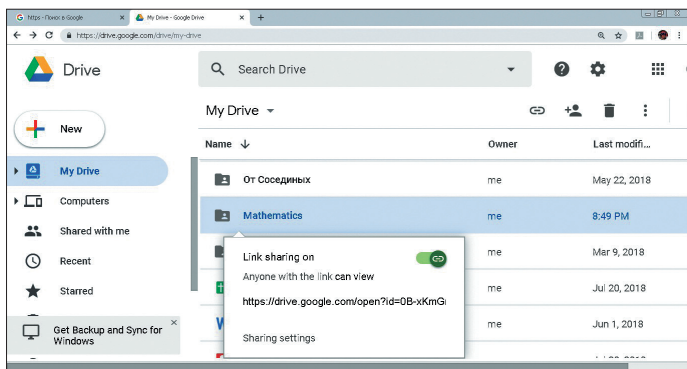 https - Поиск в Google
My Drive - Google Drive
https://drive.google.com/drive/my-drive
Drive
Search Drive
New
My Drive
Name
Owner
Last modifi...
My Drive
Computers
Shared with me
Recent
Starred
Get Backup and Sync for
Windows
От Сосединых
me
May 22, 2018
Mathematics
me
8:49 PM
me
Mar 9, 2018
me
Jul 20, 2018
me
Jun 1, 2018
Link sharing on
Anyone with the link can view
https://drive.google.com/open?id=0B-xKmG
Sharing settings